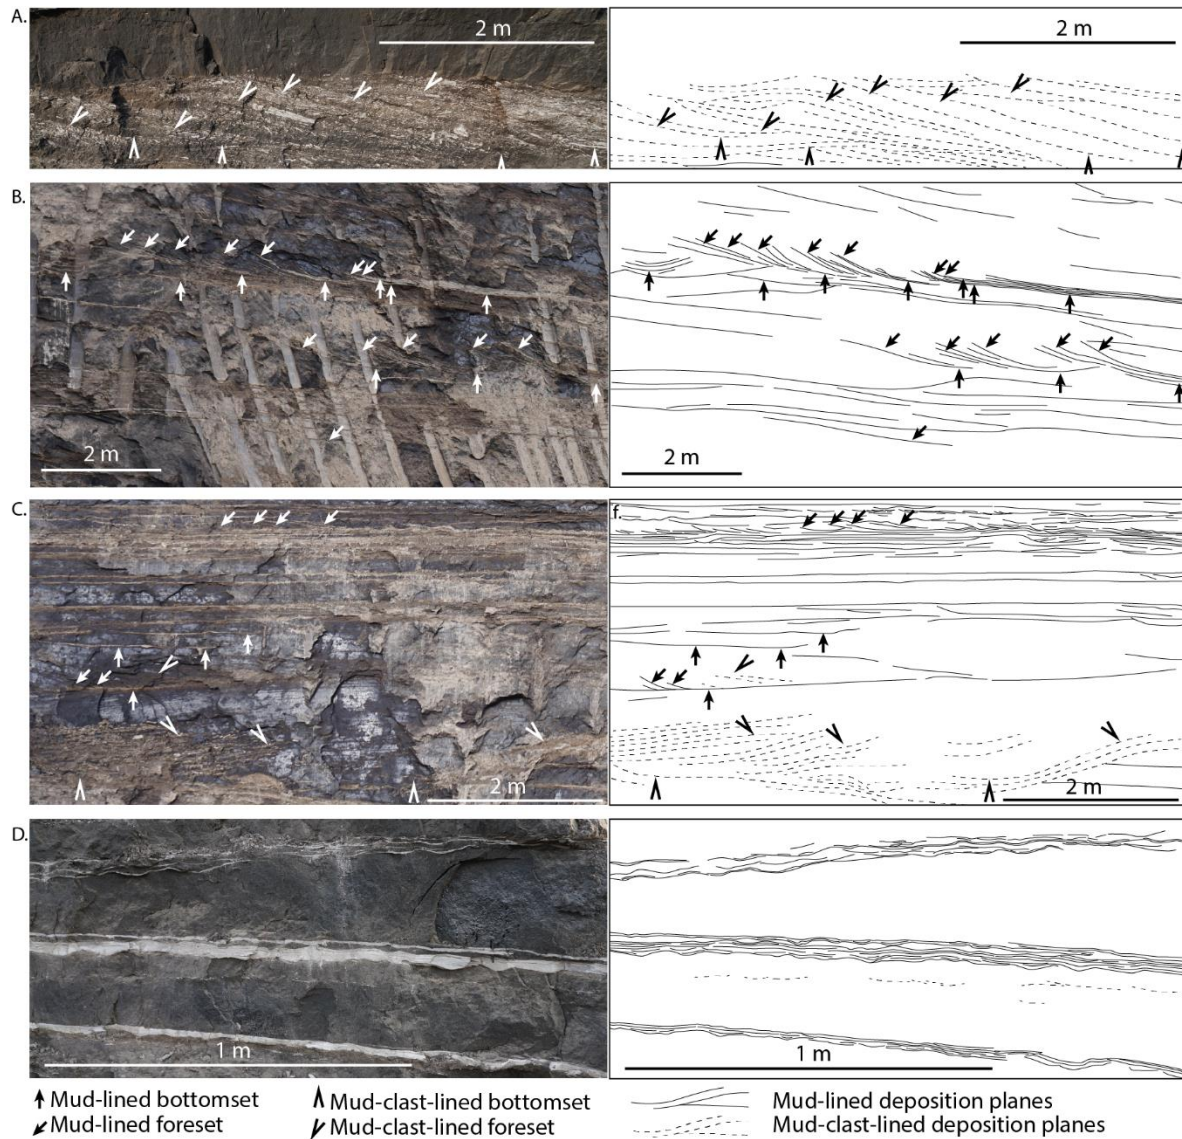 A.
2 m
2 m
B.
2 m
2 m
C.
f.
2 m
2 m
D.
1 m
1 m
Mud-lined bottomset
Mud-clast-lined bottomset
Mud-lined deposition planes
Mud-lined foreset
Mud-clast-lined foreset
Mud-clast-lined deposition planes